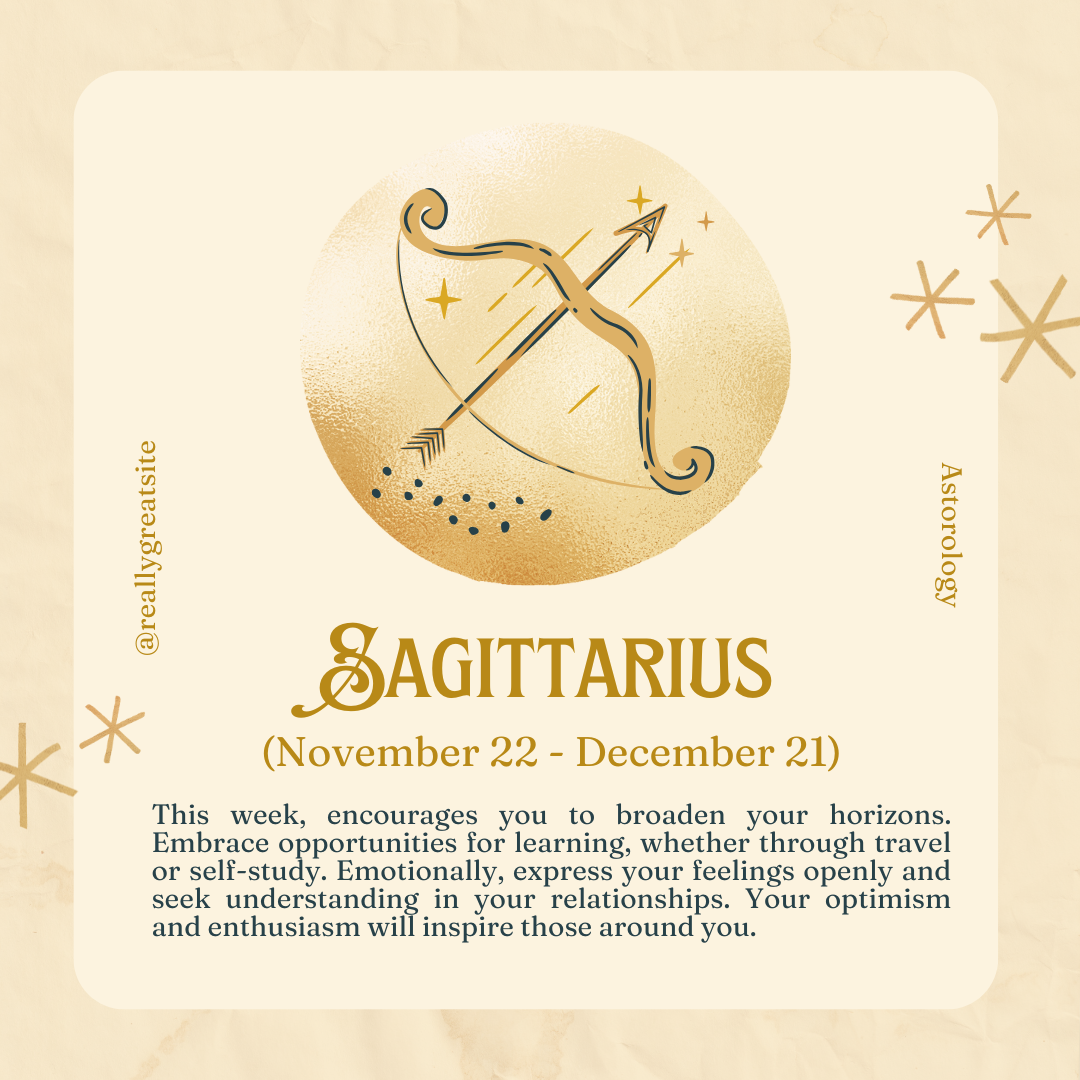 @reallygreatsite
Astorology
Sagittarius
(November 22 - December 21)
This week, encourages you to broaden your horizons.
Embrace opportunities for learning, whether through travel
or self-study. Emotionally, express your feelings openly and
seek understanding in your relationships. Your optimism
and enthusiasm will inspire those around you.